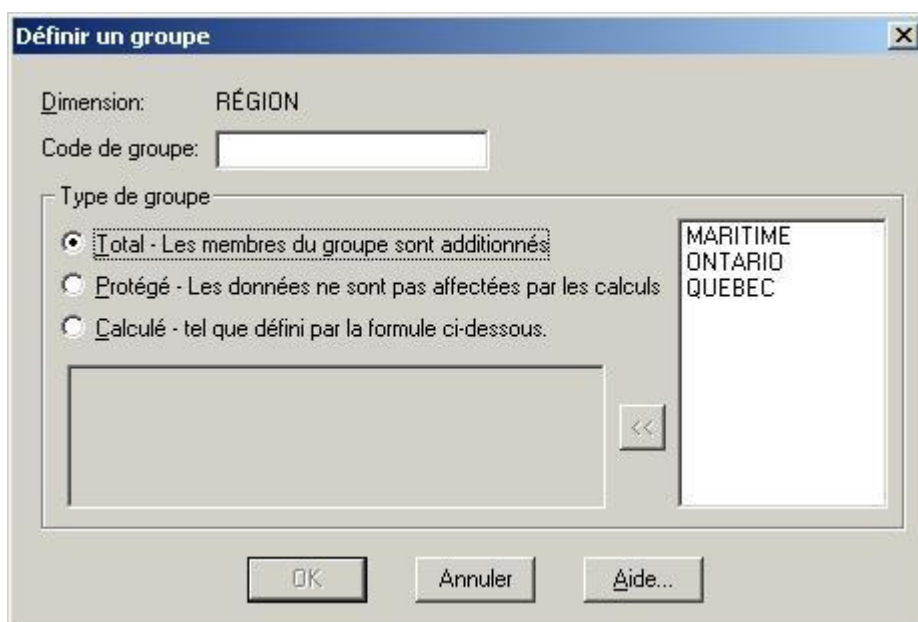 Définir un groupe
Dimension: RÉGION
Code de groupe:
Type de groupe
Total - Les membres du groupe sont additionnés
Protégé - Les données ne sont pas affectées par les calculs
Calculé - tel que défini par la formule ci-dessous.
MARITIME
ONTARIO
QUEBEC
<<
OK Annuler Aide...